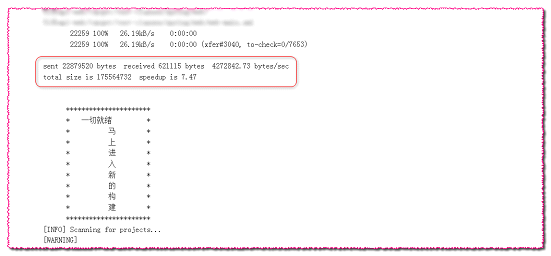 22259 100% 26.19kB/s 0:00:00
22259 100% 26.19kB/s 0:00:00 (xfer#3040, to-check=0/7653)
sent 22879520 bytes received 621115 bytes 4272842.73 bytes/sec
total size is 175564732 speedup is 7.47
**********************
* 一切就绪 *
* 马 *
* 上 *
* 进 *
* 入 *
* 新 *
* 的 *
* 构 *
* 建 *
**********************
[INFO] Scanning for projects...
[WARNING]